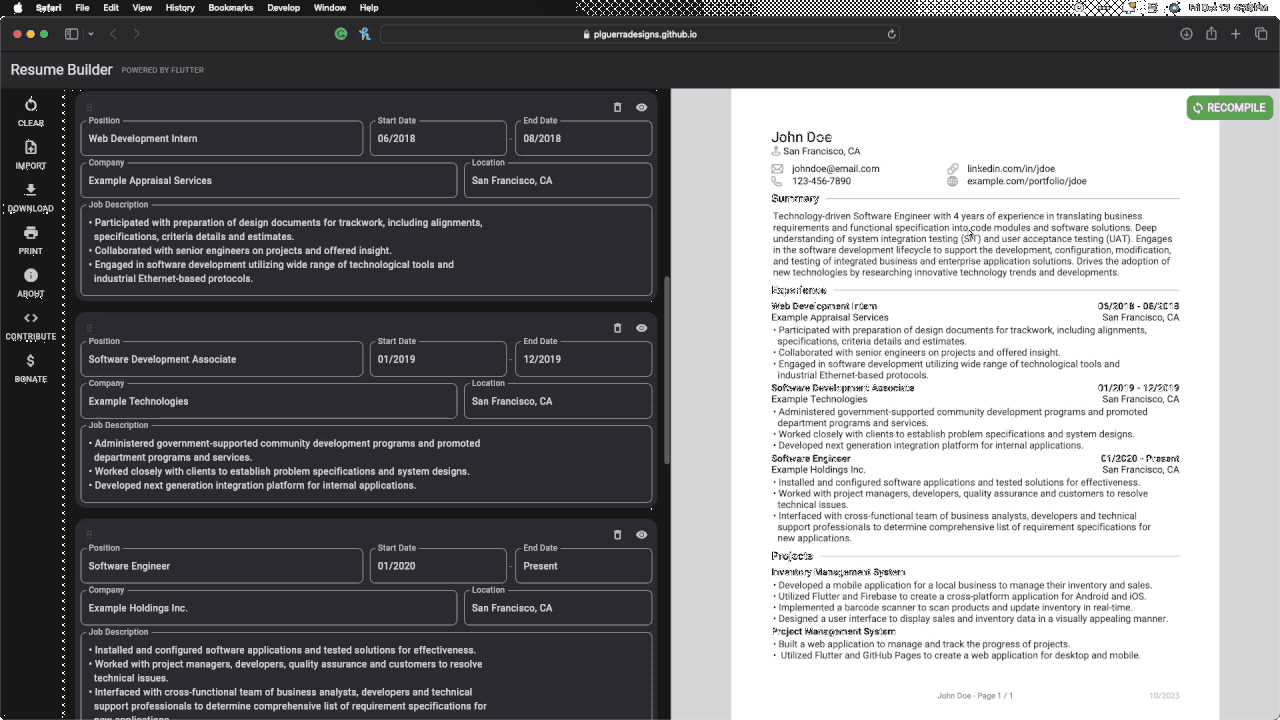 Safari File Edit View History Bookmarks Develop Window Help
plguerradesigns.github.io
Resume Builder POWERED BY FLUTTER
CLEAR
IMPORT
DOWNLOAD
PRINT
ABOUT
CONTRIBUTE
DONATE
Position Start Date End Date
Web Development Intern 06/2018 - 08/2018
Company Location
Example Appraisal Services San Francisco, CA
Job Description
• Participated with preparation of design documents for trackwork, including alignments,
specifications, criteria details and estimates.
• Collaborated with senior engineers on projects and offered insight.
• Engaged in software development utilizing wide range of technological tools and
industrial Ethernet-based protocols.
Position Start Date End Date
Software Development Associate 01/2019 - 12/2019
Company Location
Example Technologies San Francisco, CA
Job Description
• Administered government-supported community development programs and promoted
department programs and services.
• Worked closely with clients to establish problem specifications and system designs.
• Developed next generation integration platform for internal applications.
Position Start Date End Date
Software Engineer 01/2020 - Present
Company Location
Example Holdings Inc. San Francisco, CA
Job Description
• Installed and configured software applications and tested solutions for effectiveness.
• Worked with project managers, developers, quality assurance and customers to resolve
technical issues.
• Interfaced with cross-functional team of business analysts, developers and technical
support professionals to determine comprehensive list of requirement specifications for
new applications.
RECOMPILE
John Doe
San Francisco, CA
johndoe@email.com linkedin.com/in/jdoe
123-456-7890 example.com/portfolio/jdoe
Summary
Technology-driven Software Engineer with 4 years of experience in translating business
requirements and functional specification into code modules and software solutions. Deep
understanding of system integration testing (SIT) and user acceptance testing (UAT). Engages
in the software development lifecycle to support the development, configuration, modification,
and testing of integrated business and enterprise application solutions. Drives the adoption of
new technologies by researching innovative technology trends and developments.
Experience
Web Development Intern 06/2018 - 08/2018
Example Appraisal Services San Francisco, CA
• Participated with preparation of design documents for trackwork, including alignments,
specifications, criteria details and estimates.
• Collaborated with senior engineers on projects and offered insight.
• Engaged in software development utilizing wide range of technological tools and
industrial Ethernet-based protocols.
Software Development Associate 01/2019 - 12/2019
Example Technologies San Francisco, CA
• Administered government-supported community development programs and promoted
department programs and services.
• Worked closely with clients to establish problem specifications and system designs.
• Developed next generation integration platform for internal applications.
Software Engineer 01/2020 - Present
Example Holdings Inc. San Francisco, CA
• Installed and configured software applications and tested solutions for effectiveness.
• Worked with project managers, developers, quality assurance and customers to resolve
technical issues.
• Interfaced with cross-functional team of business analysts, developers and technical
support professionals to determine comprehensive list of requirement specifications for
new applications.
Projects
Inventory Management System
• Developed a mobile application for a local business to manage their inventory and sales.
• Utilized Flutter and Firebase to create a cross-platform application for Android and iOS.
• Implemented a barcode scanner to scan products and update inventory in real-time.
• Designed a user interface to display sales and inventory data in a visually appealing manner.
Project Management System
• Built a web application to manage and track the progress of projects.
• Utilized Flutter and GitHub Pages to create a web application for desktop and mobile.
John Doe - Page 1 / 1 10/2023